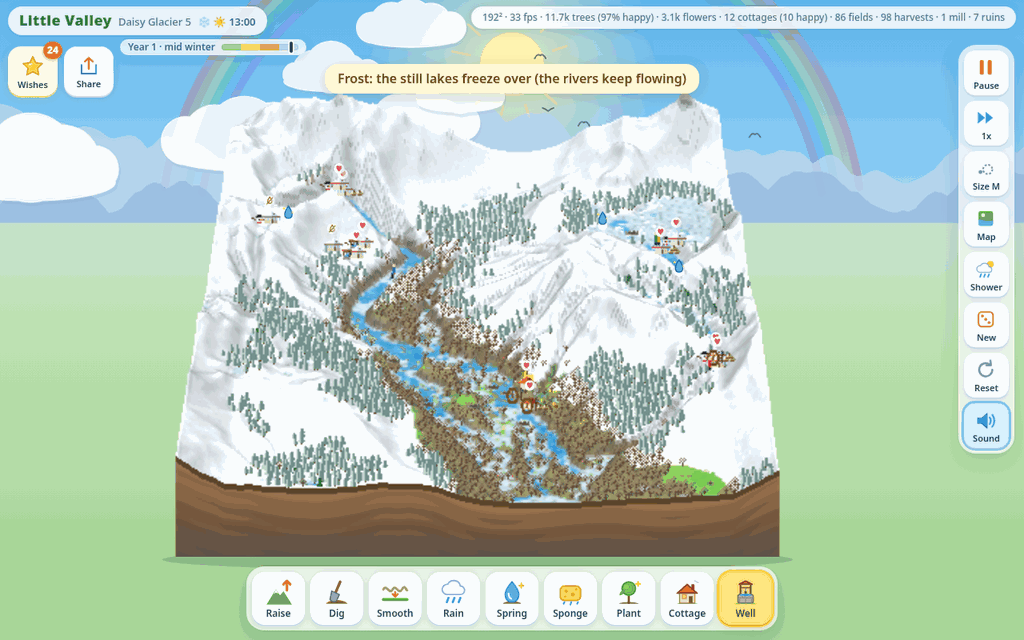 Little Valley Daisy Glacier 5 13:00
192² · 33 fps · 11.7k trees (97% happy) · 3.1k flowers · 12 cottages (10 happy) · 86 fields · 98 harvests · 1 mill · 7 ruins
Year 1 · mid winter
24
Wishes
Share
Frost: the still lakes freeze over (the rivers keep flowing)
Pause
1x
Size M
Map
Shower
New
Reset
Sound
Raise
Dig
Smooth
Rain
Spring
Sponge
Plant
Cottage
Well